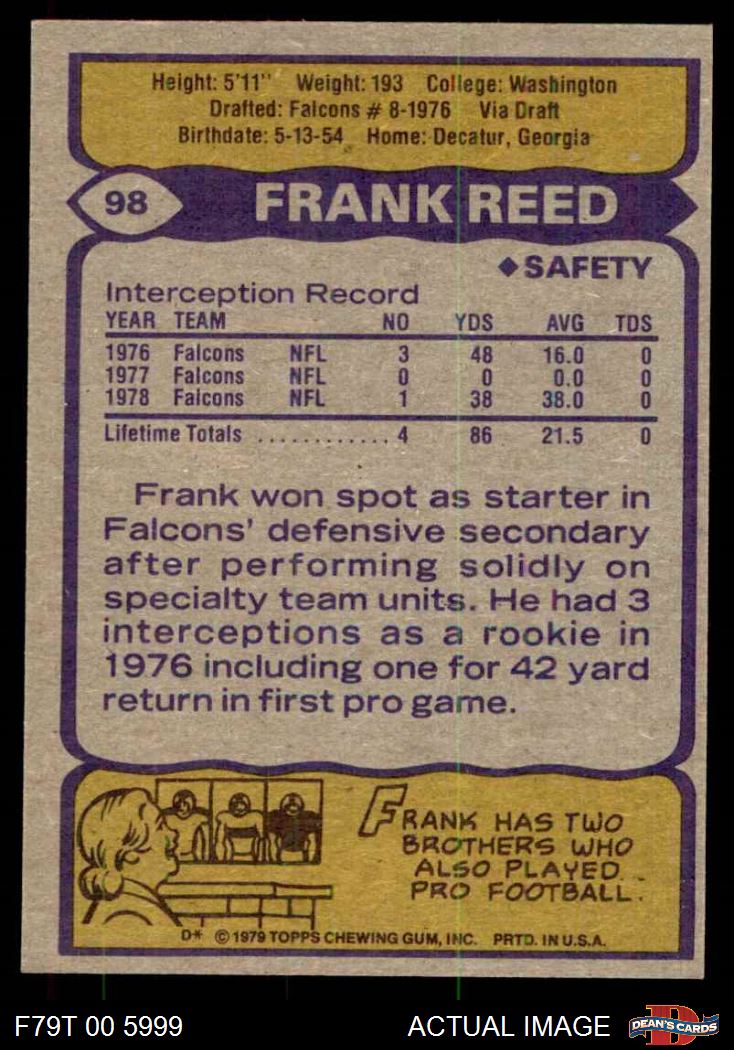 Height: 5'11" Weight: 193 College: Washington
Drafted: Falcons # 8-1976 Via Draft
Birthdate: 5-13-54 Home: Decatur, Georgia
98 FRANK REED
◆SAFETY
Interception Record
YEAR TEAM NO YDS AVG TDS
1976 Falcons NFL 3 48 16.0 0
1977 Falcons NFL 0 0 0.0 0
1978 Falcons NFL 1 38 38.0 0
Lifetime Totals ............ 4 86 21.5 0
Frank won spot as starter in
Falcons' defensive secondary
after performing solidly on
specialty team units. He had 3
interceptions as a rookie in
1976 including one for 42 yard
return in first pro game.
FRANK HAS TWO
BROTHERS WHO
ALSO PLAYED
PRO FOOTBALL.
D* © 1979 TOPPS CHEWING GUM, INC. PRTD. IN U.S.A.
F79T 00 5999 ACTUAL IMAGE D DEAN'S CARDS